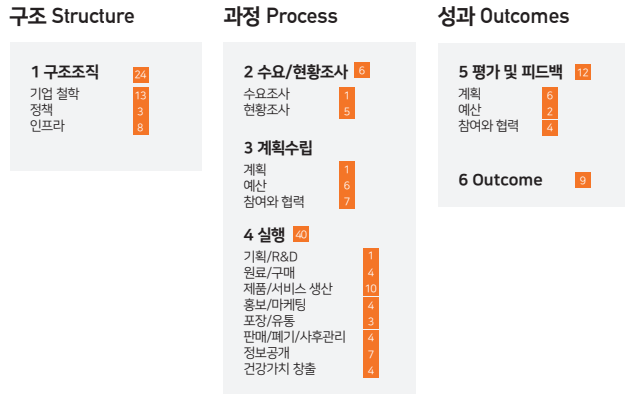 구조 Structure
1 구조조직 24
기업 철학 13
정책 3
인프라 8
과정 Process
2 수요/현황조사 6
수요조사 1
현황조사 5
3 계획수립
계획 1
예산 6
참여와 협력 7
4 실행 40
기획/R&D 1
원료/구매 4
제품/서비스 생산 10
홍보/마케팅 4
포장/유통 3
판매/폐기/사후관리 4
정보공개 7
건강가치 창출 4
성과 Outcomes
5 평가 및 피드백 12
계획 6
예산 2
참여와 협력 4
6 Outcome 9